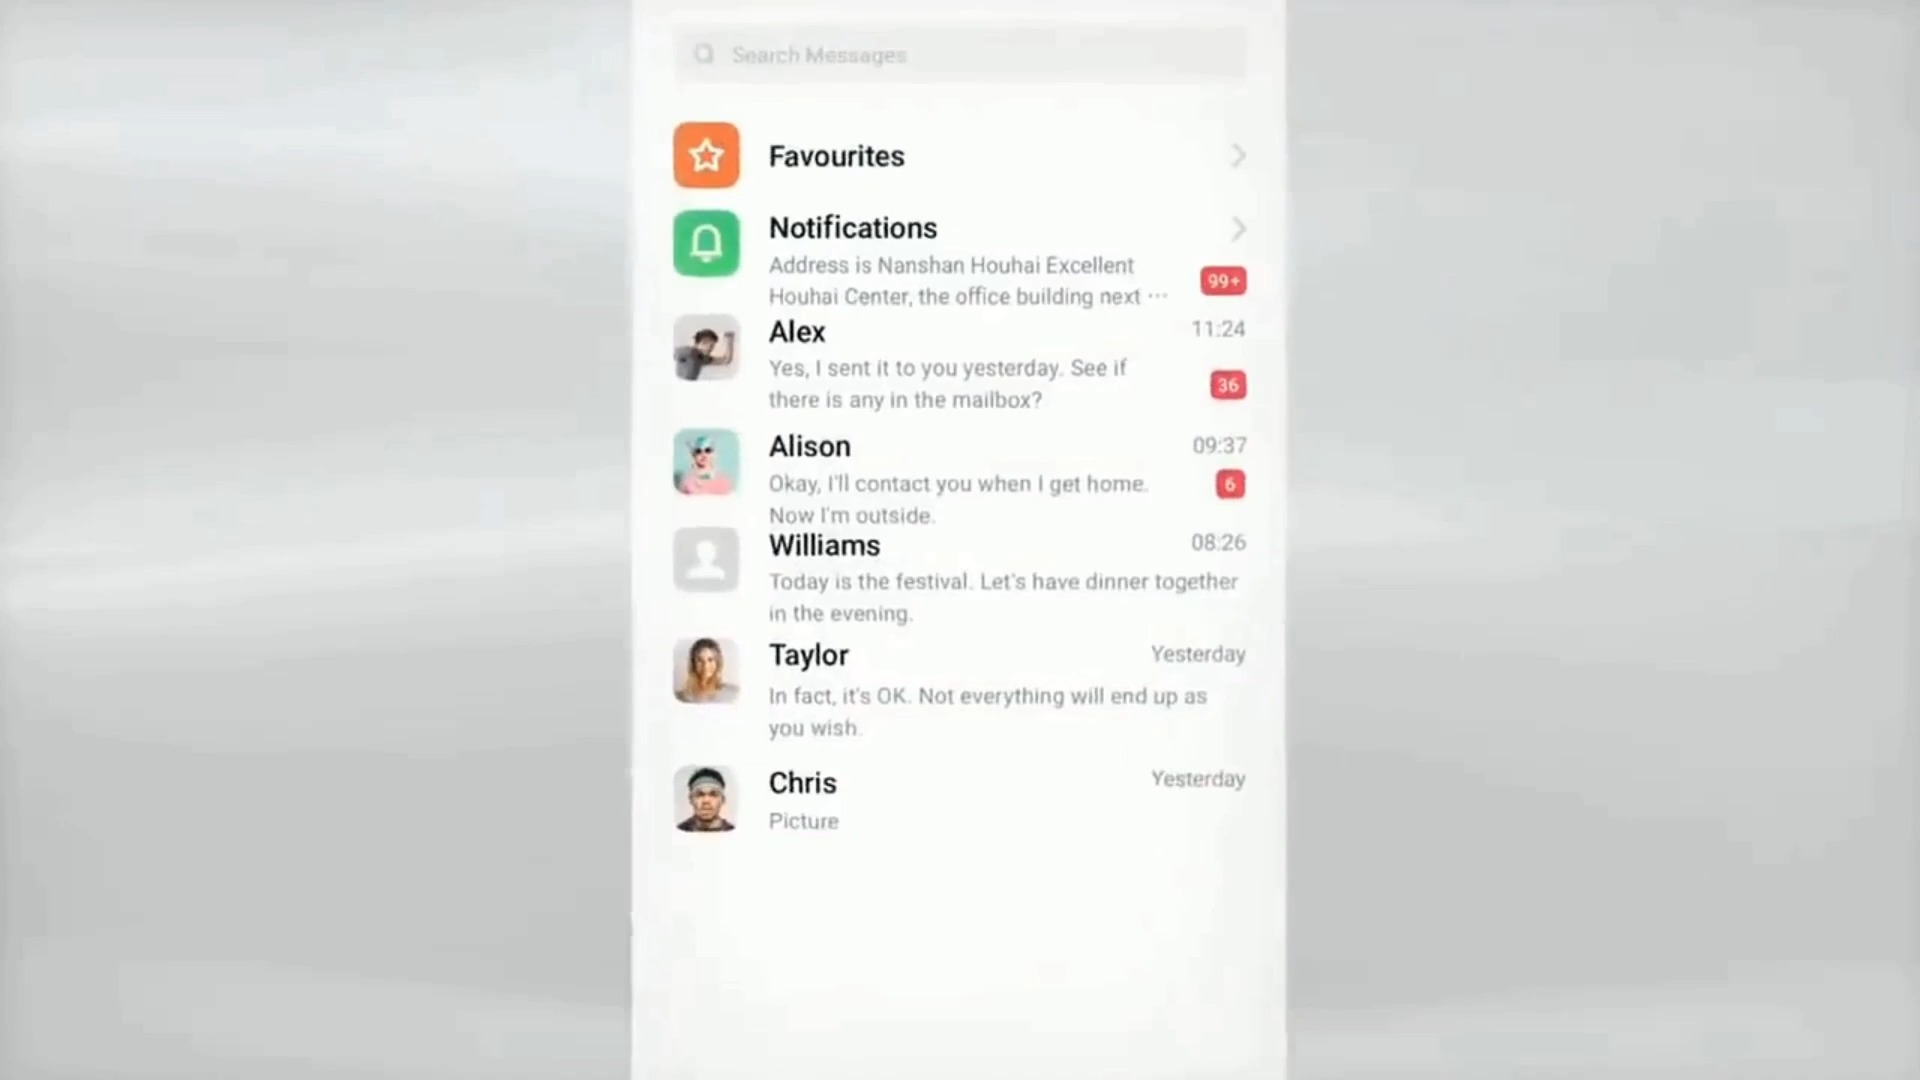 Search Messages
Favourites
Notifications
Address is Nanshan Houhai Excellent
Houhai Center, the office building next ···
99+
Alex
11:24
Yes, I sent it to you yesterday. See if
there is any in the mailbox?
36
Alison
09:37
Okay, I'll contact you when I get home.
Now I'm outside.
6
Williams
08:26
Today is the festival. Let's have dinner together
in the evening.
Taylor
Yesterday
In fact, it's OK. Not everything will end up as
you wish.
Chris
Yesterday
Picture